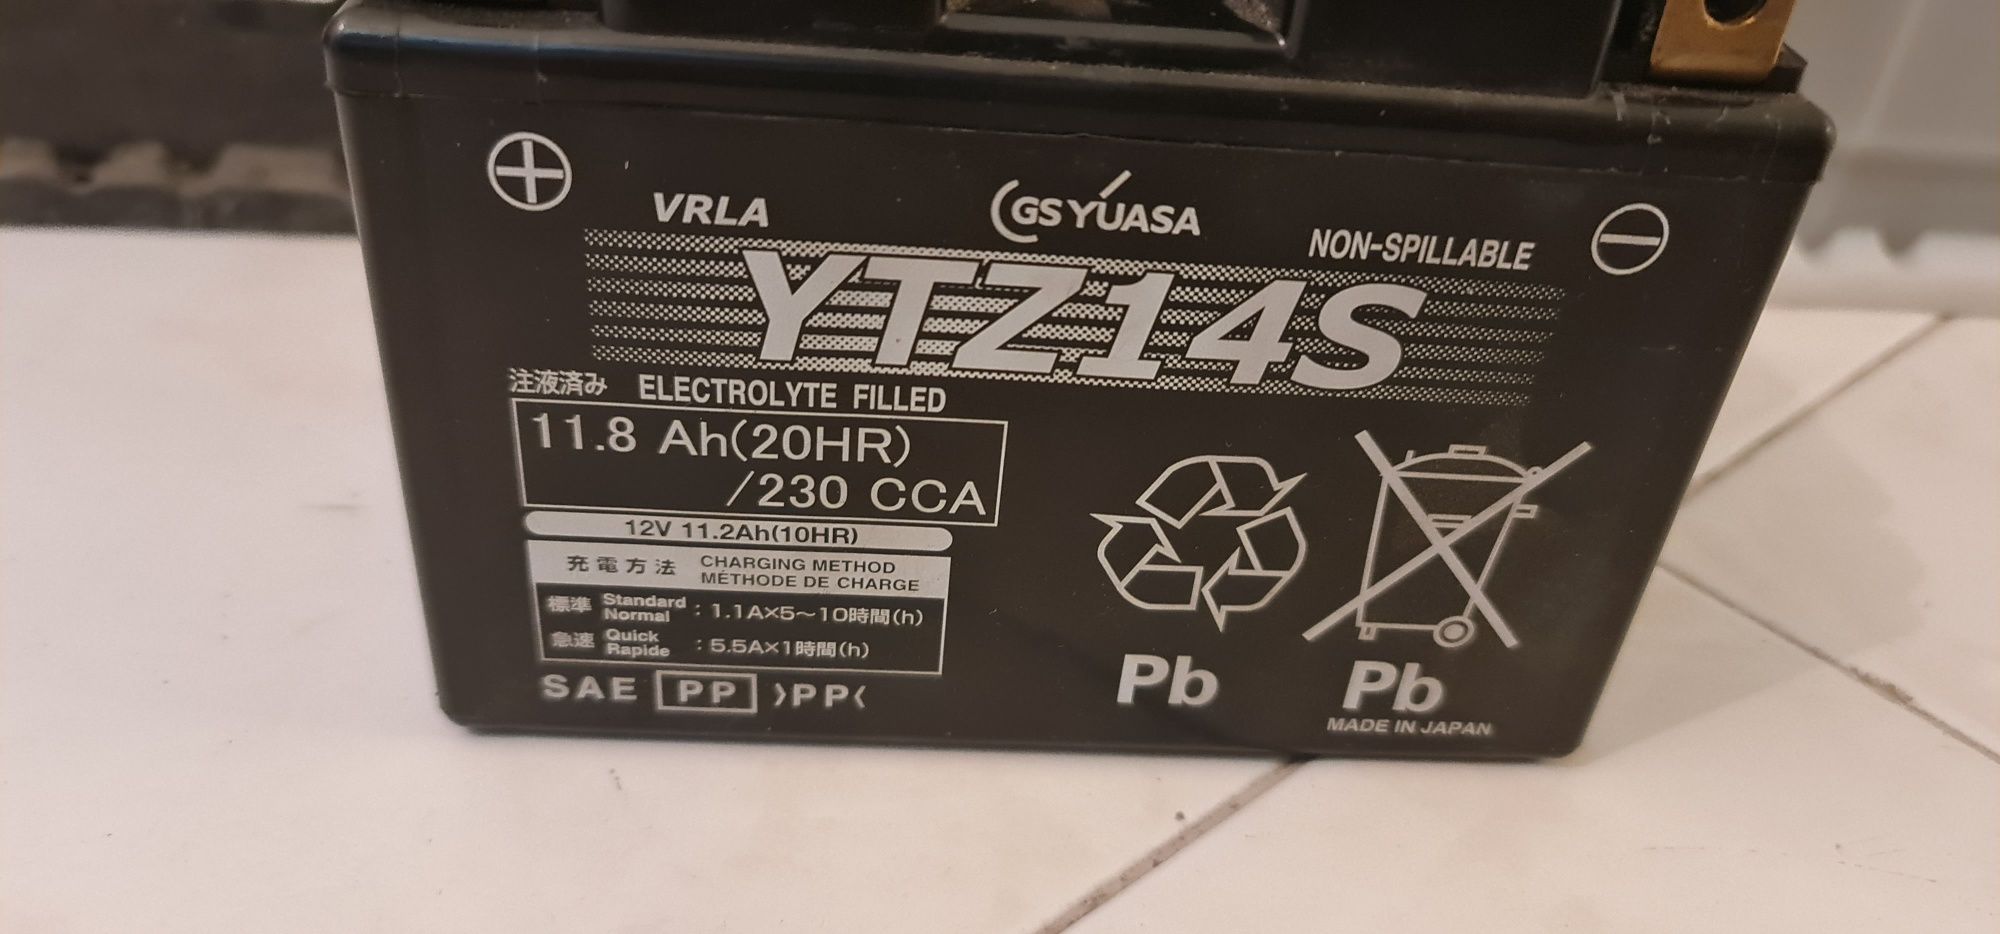 VRLA
GS YUASA
NON-SPILLABLE
YTZ14S
注液済み ELECTROLYTE FILLED
11.8 Ah(20HR)
/230 CCA
12V 11.2Ah(10HR)
充電方法 CHARGING METHOD
MÉTHODE DE CHARGE
標準 Standard Normal : 1.1A×5～10時間(h)
急速 Quick Rapide : 5.5A×1時間(h)
SAE PP >PP<
Pb
Pb
MADE IN JAPAN